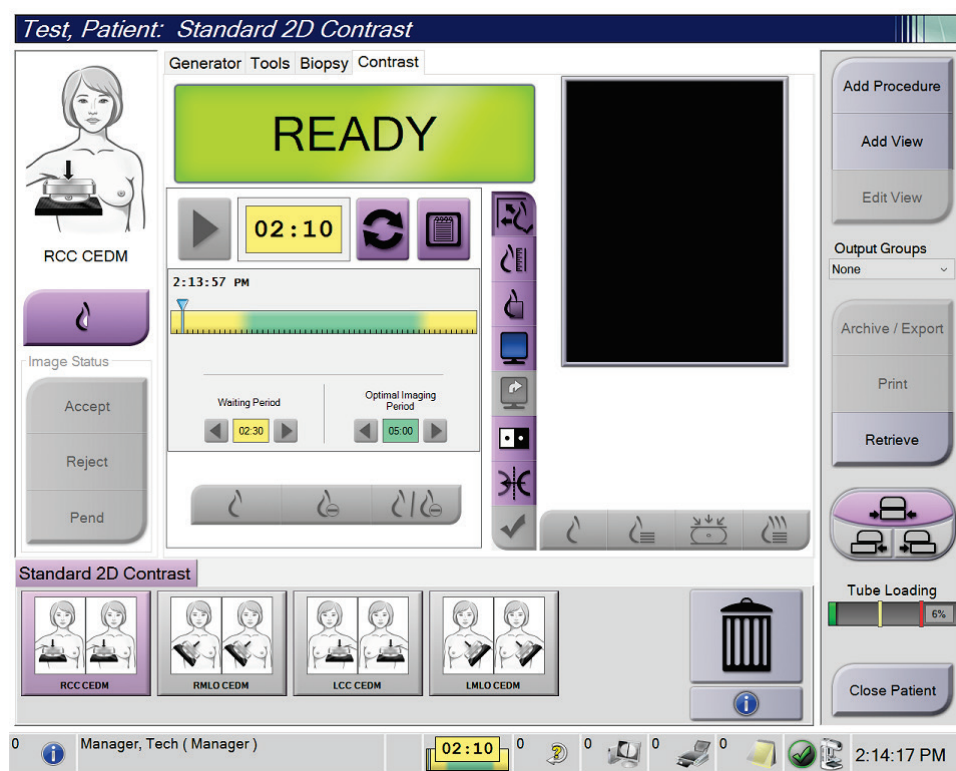 Test, Patient: Standard 2D Contrast
Generator Tools Biopsy Contrast
READY
02:10
2:13:57 PM
Waiting Period
02:30
Optimal Imaging
Period
05:00
RCC CEDM
Image Status
Accept
Reject
Pend
Add Procedure
Add View
Edit View
Output Groups
None
Archive / Export
Print
Retrieve
Tube Loading
6%
Close Patient
Standard 2D Contrast
RCC CEDM
RMLO CEDM
LCC CEDM
LMLO CEDM
0
Manager, Tech ( Manager )
02:10
0
0
0
0
2:14:17 PM